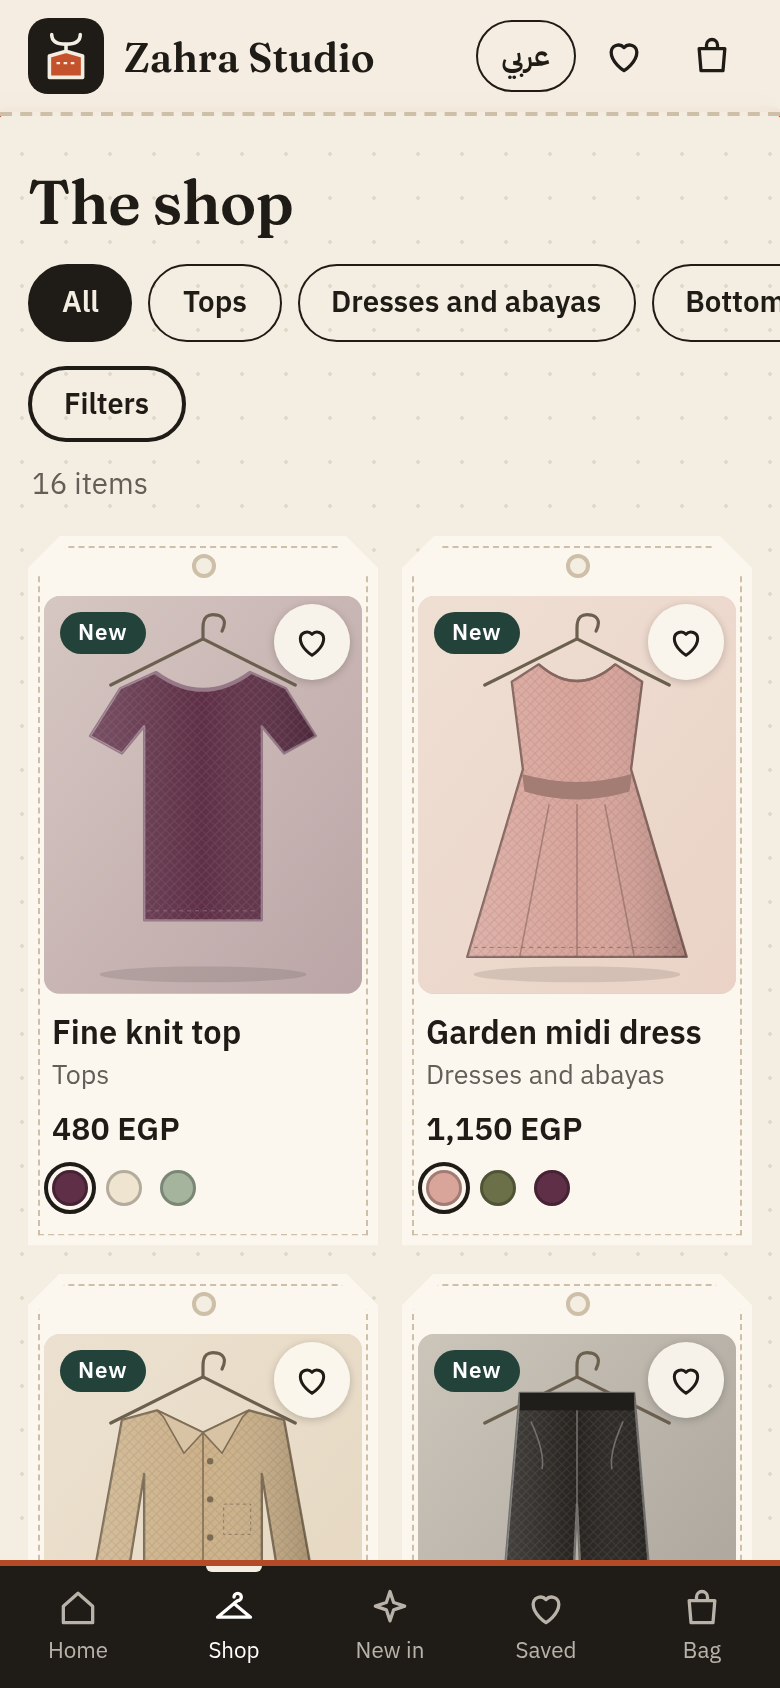 Zahra Studio
عربي
The shop
All
Tops
Dresses and abayas
Bottom
Filters
16 items
New
New
Fine knit top
Tops
480 EGP
Garden midi dress
Dresses and abayas
1,150 EGP
New
New
Home
Shop
New in
Saved
Bag